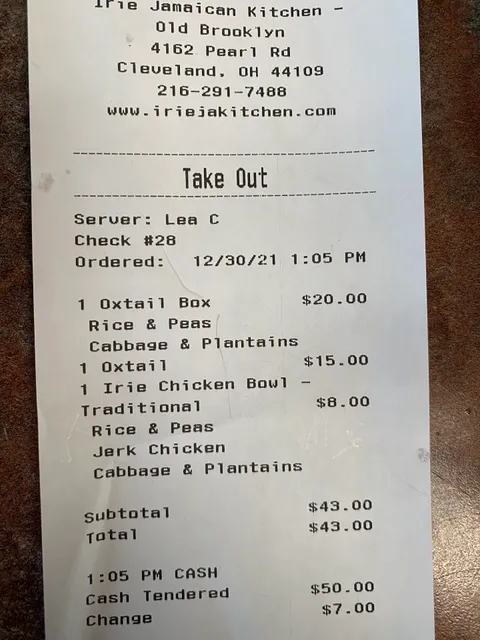 Irie Jamaican Kitchen -
Old Brooklyn
4162 Pearl Rd
Cleveland, OH 44109
216-291-7488
www.iriejakitchen.com
Take Out
Server: Lea C
Check #28
Ordered: 12/30/21 1:05 PM
1 Oxtail Box $20.00
Rice & Peas
Cabbage & Plantains
1 Oxtail $15.00
1 Irie Chicken Bowl -
Traditional $8.00
Rice & Peas
Jerk Chicken
Cabbage & Plantains
Subtotal $43.00
Total $43.00
1:05 PM CASH
Cash Tendered $50.00
Change $7.00